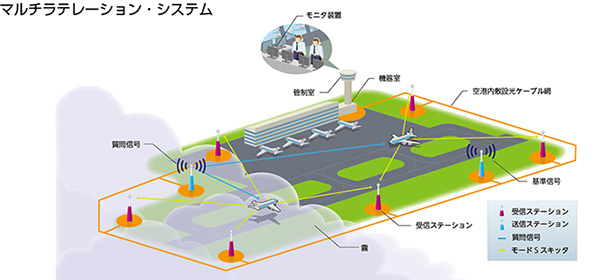 マルチラテレーション・システム
モニタ装置
機器室
管制室
空港内敷設光ケーブル網
質問信号
基準信号
受信ステーション
霧
受信ステーション
送信ステーション
質問信号
モードSスキッタ